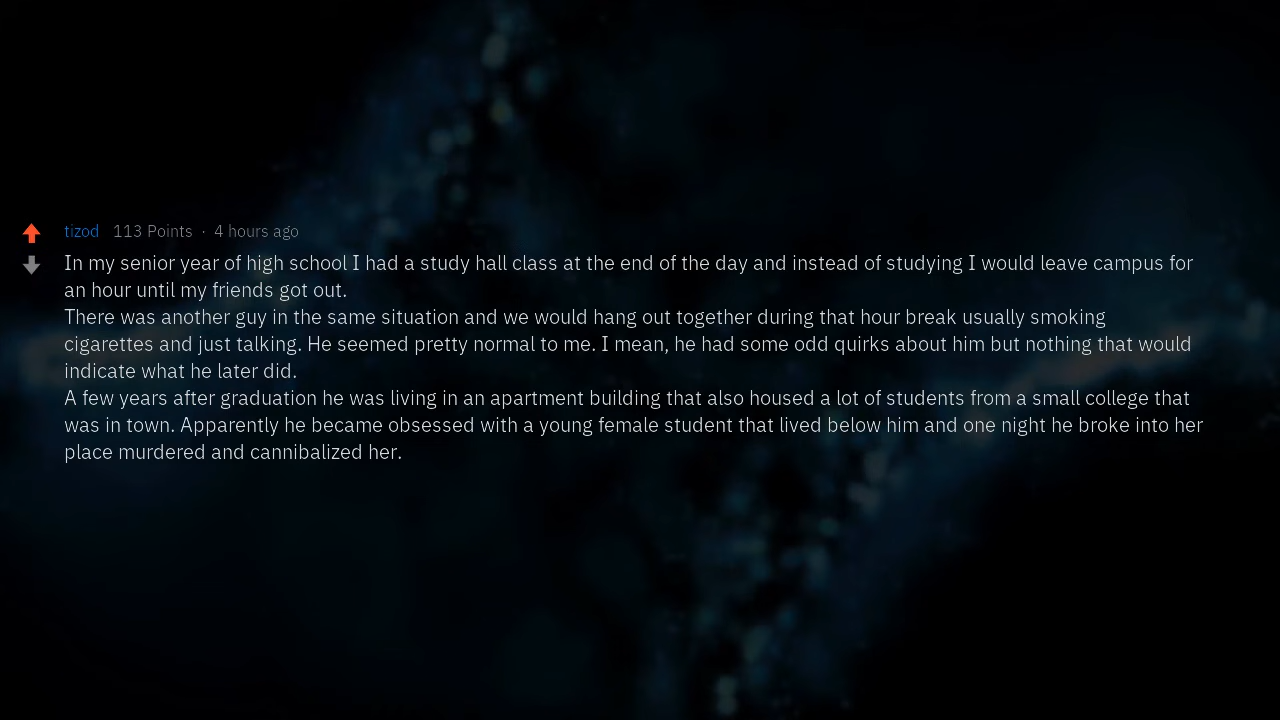 tizod 113 Points · 4 hours ago
In my senior year of high school I had a study hall class at the end of the day and instead of studying I would leave campus for
an hour until my friends got out.
There was another guy in the same situation and we would hang out together during that hour break usually smoking
cigarettes and just talking. He seemed pretty normal to me. I mean, he had some odd quirks about him but nothing that would
indicate what he later did.
A few years after graduation he was living in an apartment building that also housed a lot of students from a small college that
was in town. Apparently he became obsessed with a young female student that lived below him and one night he broke into her
place murdered and cannibalized her.